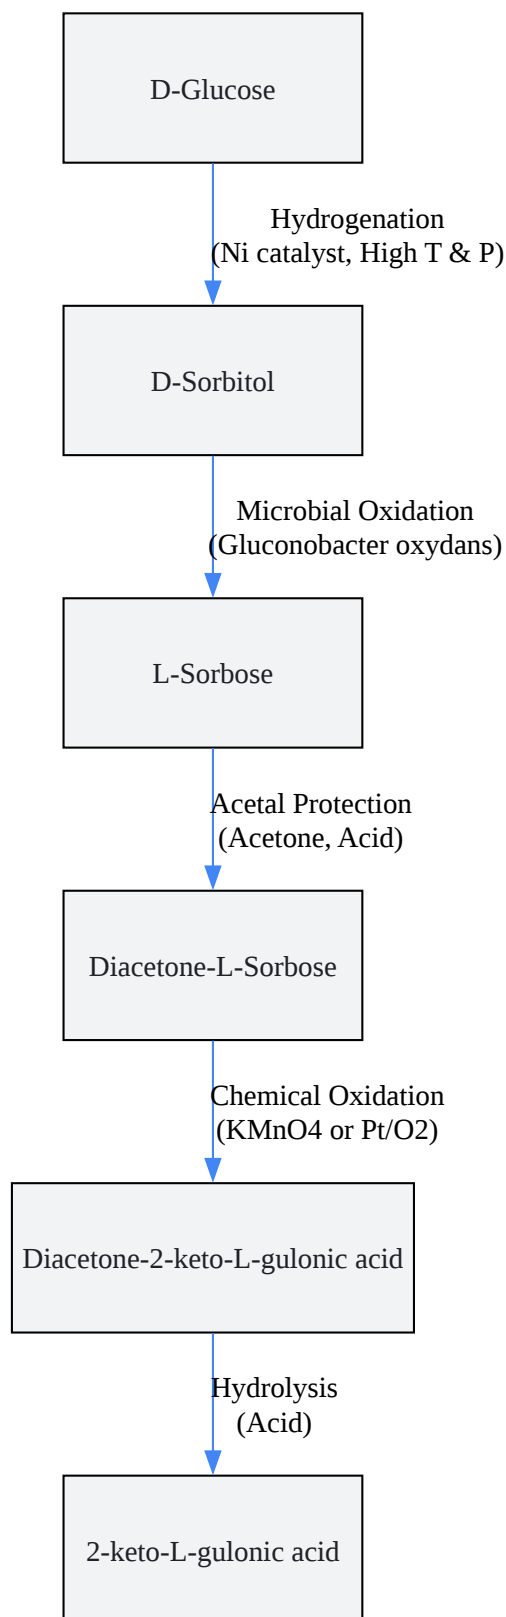 D-Glucose
Hydrogenation
(Ni catalyst, High T & P)
D-Sorbitol
Microbial Oxidation
(Gluconobacter oxydans)
L-Sorbose
Acetal Protection
(Acetone, Acid)
Diacetone-L-Sorbose
Chemical Oxidation
(KMnO4 or Pt/O2)
Diacetone-2-keto-L-gulonic acid
Hydrolysis
(Acid)
2-keto-L-gulonic acid